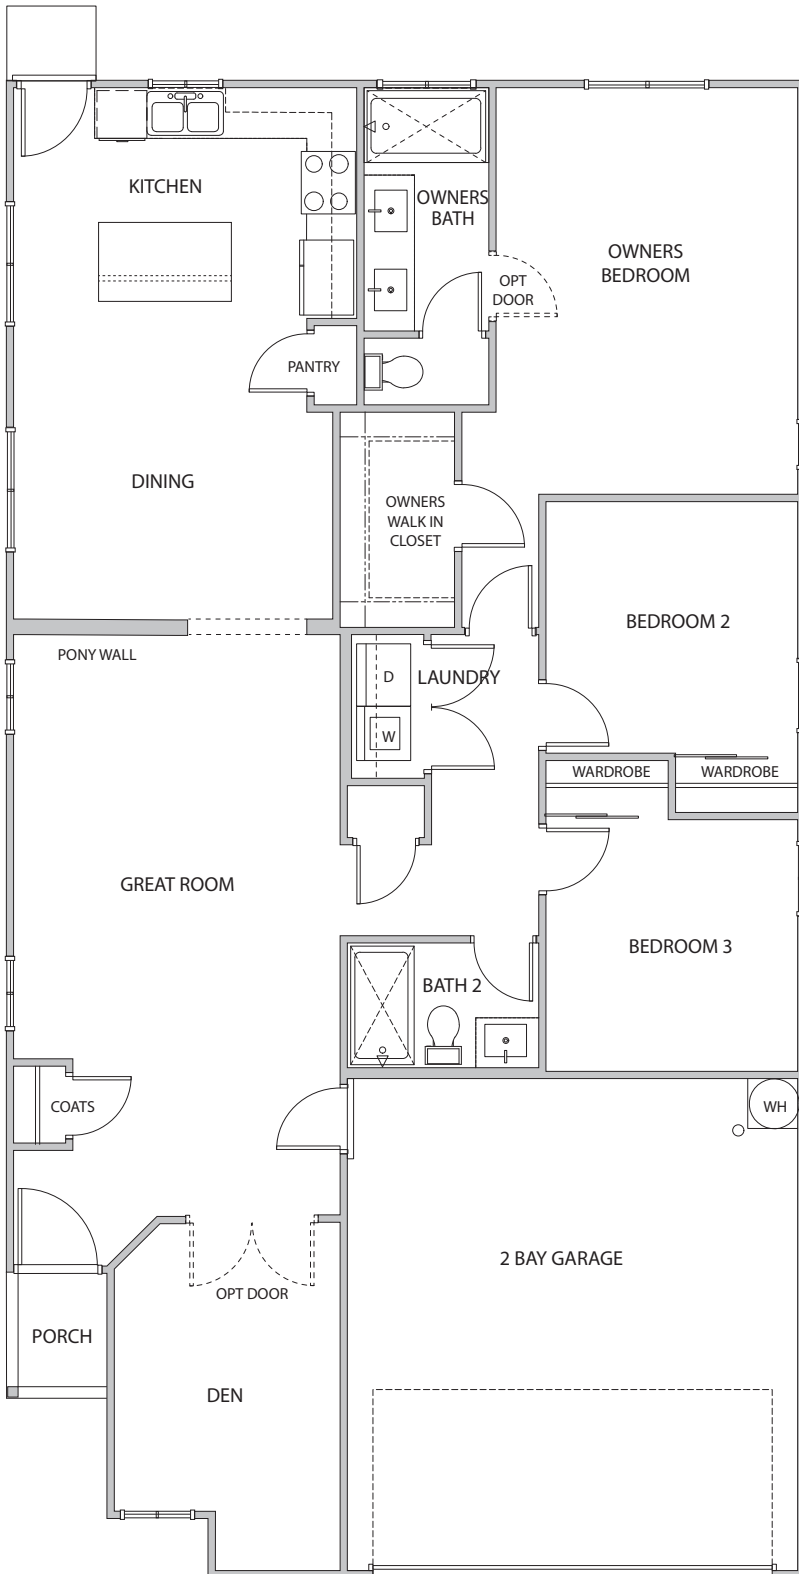 KITCHEN
OWNERS
BATH
OWNERS
BEDROOM
OPT
DOOR
PANTRY
DINING
OWNERS
WALK IN
CLOSET
BEDROOM 2
PONY WALL
D
LAUNDRY
W
WARDROBE
WARDROBE
GREAT ROOM
BEDROOM 3
BATH 2
COATS
WH
2 BAY GARAGE
OPT DOOR
PORCH
DEN